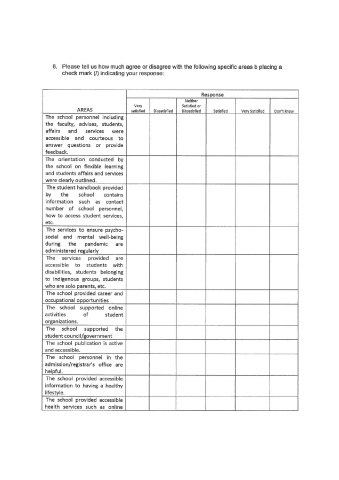 6. Please tell us how much agree or disagree with the following specific areas b placing a
check mark (/) indicating your response:
Response
AREAS
Very
satisfied
Dissatisfied
Neither
Satisfied or
Dissatisfied
Satisfied
Very Satisfied
Don't know
The school personnel including
the faculty, advises, students,
affairs and services were
accessible and courteous to
answer questions or provide
feedback.
The orientation conducted by
the school on flexible learning
and students affairs and services
were clearly outlined.
The student handbook provided
by the school contains
information such as contact
number of school personnel,
how to access student services,
etc.
The services to ensure psycho-
social and mental well-being
during the pandemic are
administered regularly
The services provided are
accessible to students with
disabilities, students belonging
to indigenous groups, students
who are solo parents, etc.
The school provided career and
occupational opportunities
The school supported online
activities of student
organizations.
The school supported the
student council/government
The school publication is active
and accessible.
The school personnel in the
admission/registrar's office are
helpful.
The school provided accessible
information to having a healthy
lifestyle.
The school provided accessible
health services such as online